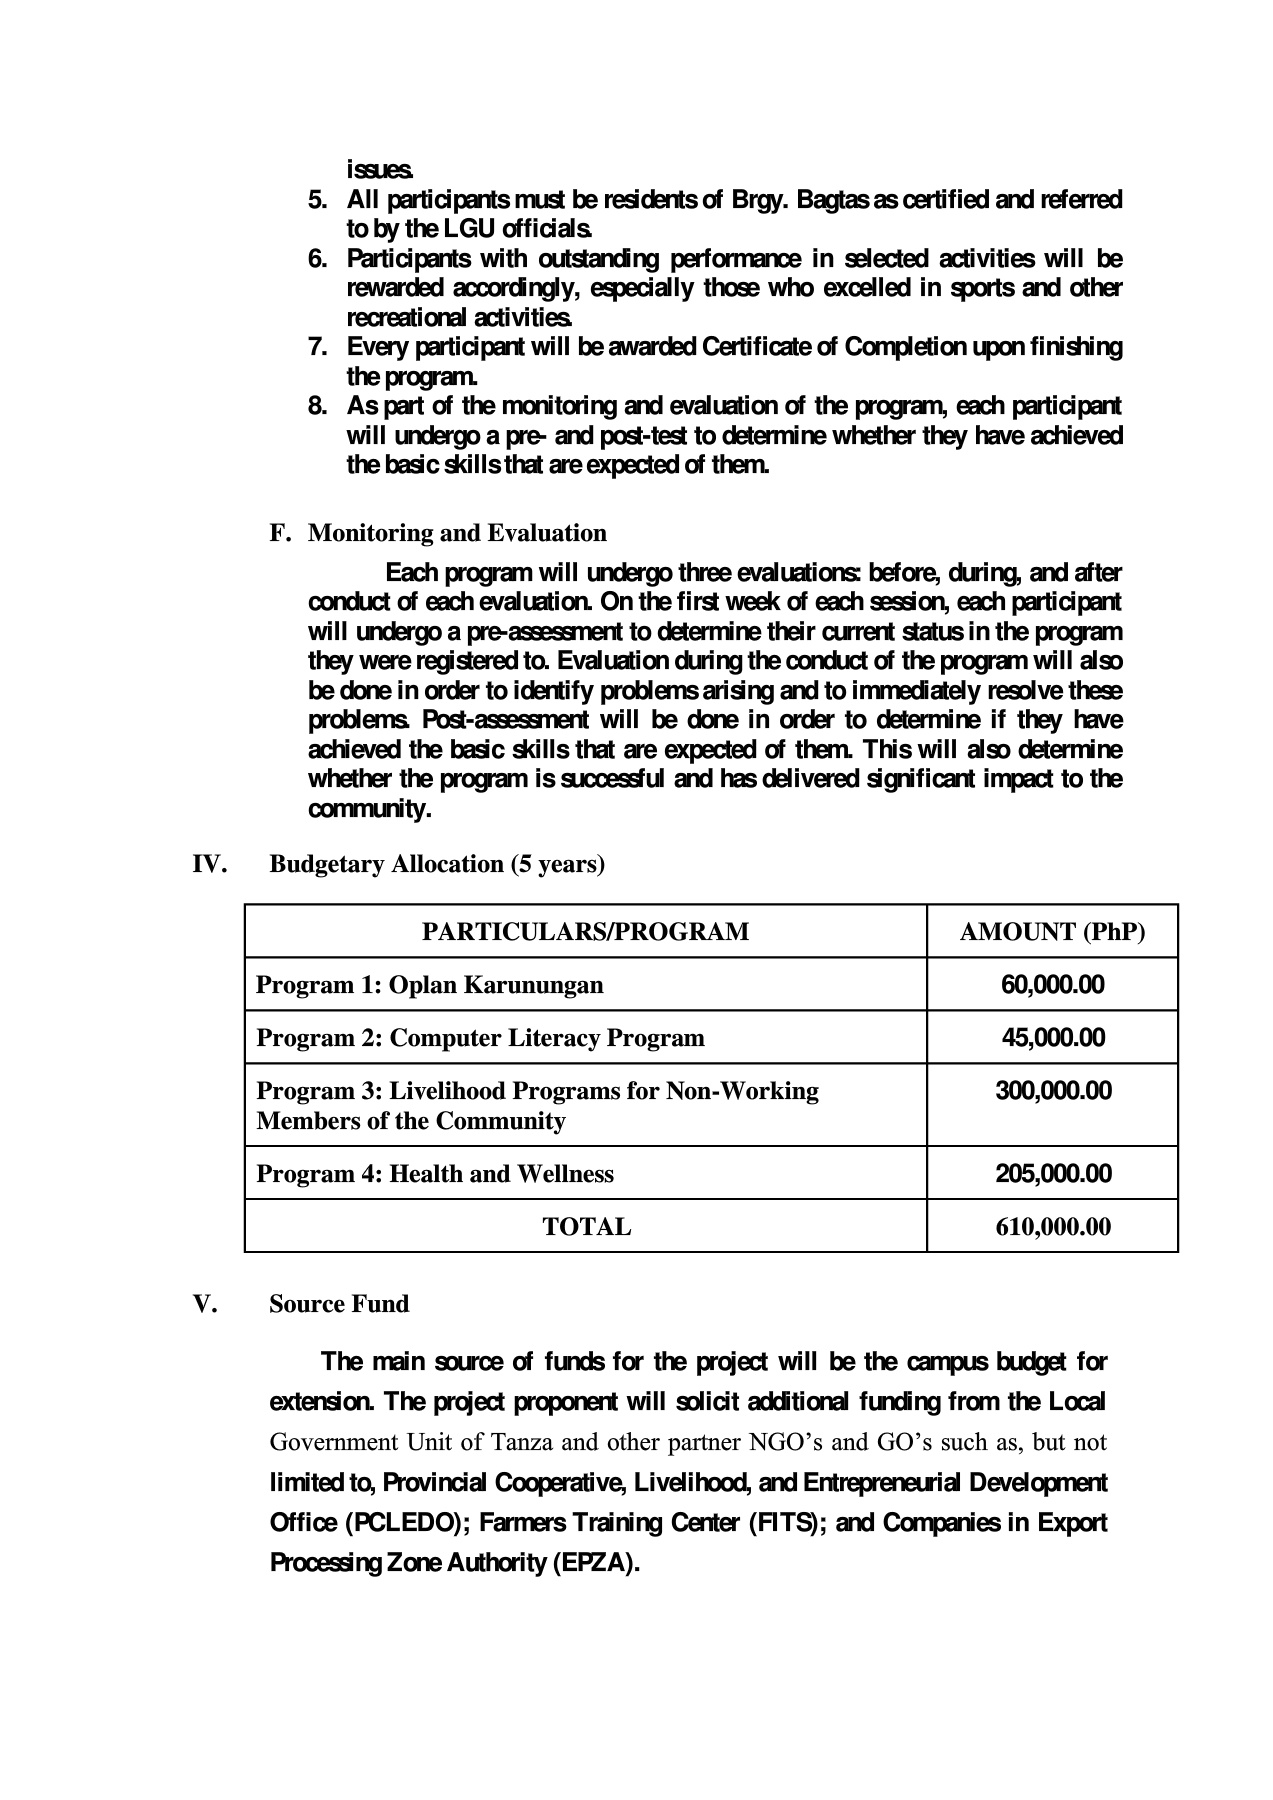 issues.
5. All participants must be residents of Brgy. Bagtas as certified and referred
to by the LGU officials.
6. Participants with outstanding performance in selected activities will be
rewarded accordingly, especially those who excelled in sports and other
recreational activities.
7. Every participant will be awarded Certificate of Completion upon finishing
the program.
8. As part of the monitoring and evaluation of the program, each participant
will undergo a pre- and post-test to determine whether they have achieved
the basic skills that are expected of them.
F. Monitoring and Evaluation
Each program will undergo three evaluations: before, during, and after
conduct of each evaluation. On the first week of each session, each participant
will undergo a pre-assessment to determine their current status in the program
they were registered to. Evaluation during the conduct of the program will also
be done in order to identify problems arising and to immediately resolve these
problems. Post-assessment will be done in order to determine if they have
achieved the basic skills that are expected of them. This will also determine
whether the program is successful and has delivered significant impact to the
community.
IV. Budgetary Allocation (5 years)
PARTICULARS/PROGRAM AMOUNT (PhP)
Program 1: Oplan Karunungan 60,000.00
Program 2: Computer Literacy Program 45,000.00
Program 3: Livelihood Programs for Non-Working 300,000.00
Members of the Community
Program 4: Health and Wellness 205,000.00
TOTAL 610,000.00
V. Source Fund
The main source of funds for the project will be the campus budget for
extension. The project proponent will solicit additional funding from the Local
Government Unit of Tanza and other partner NGO’s and GO’s such as, but not
limited to, Provincial Cooperative, Livelihood, and Entrepreneurial Development
Office (PCLEDO); Farmers Training Center (FITS); and Companies in Export
Processing Zone Authority (EPZA).